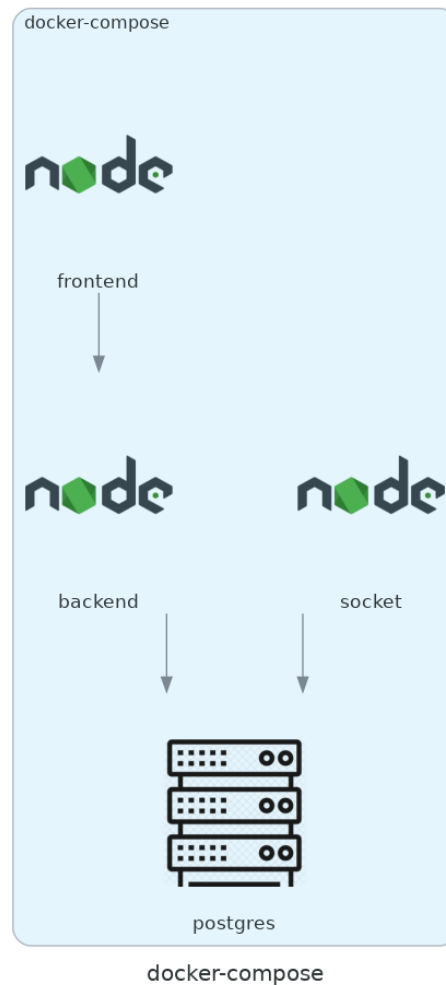 docker-compose
node
frontend
node
node
backend
socket
postgres
docker-compose